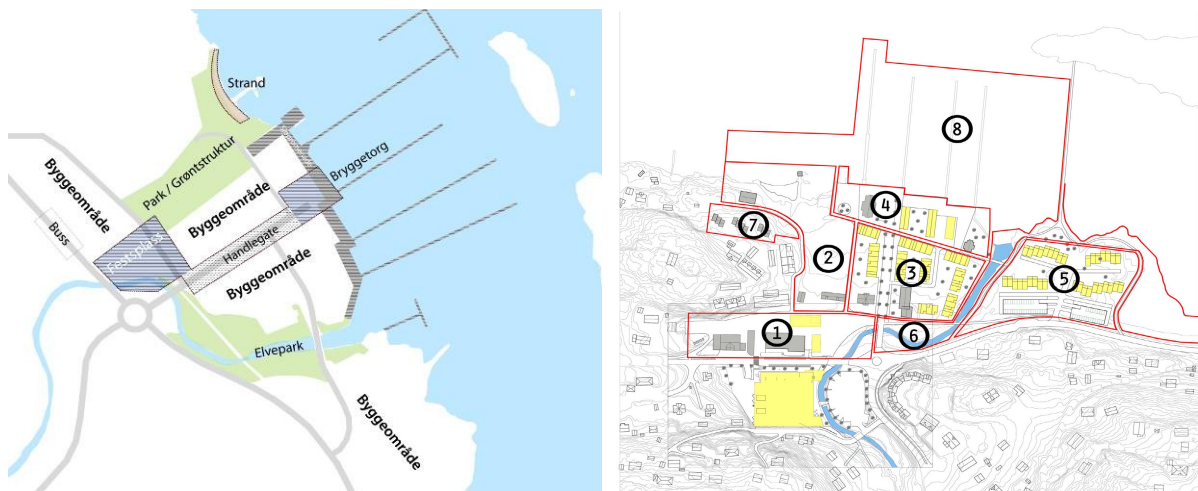 Strand
Bryggetorg
Park / Grøntstruktur
Byggeområde
Byggeområde
Handlegate
Byggeområde
Buss
Festplass
Elvepark
Byggeområde
8
4
7
2
3
5
1
6